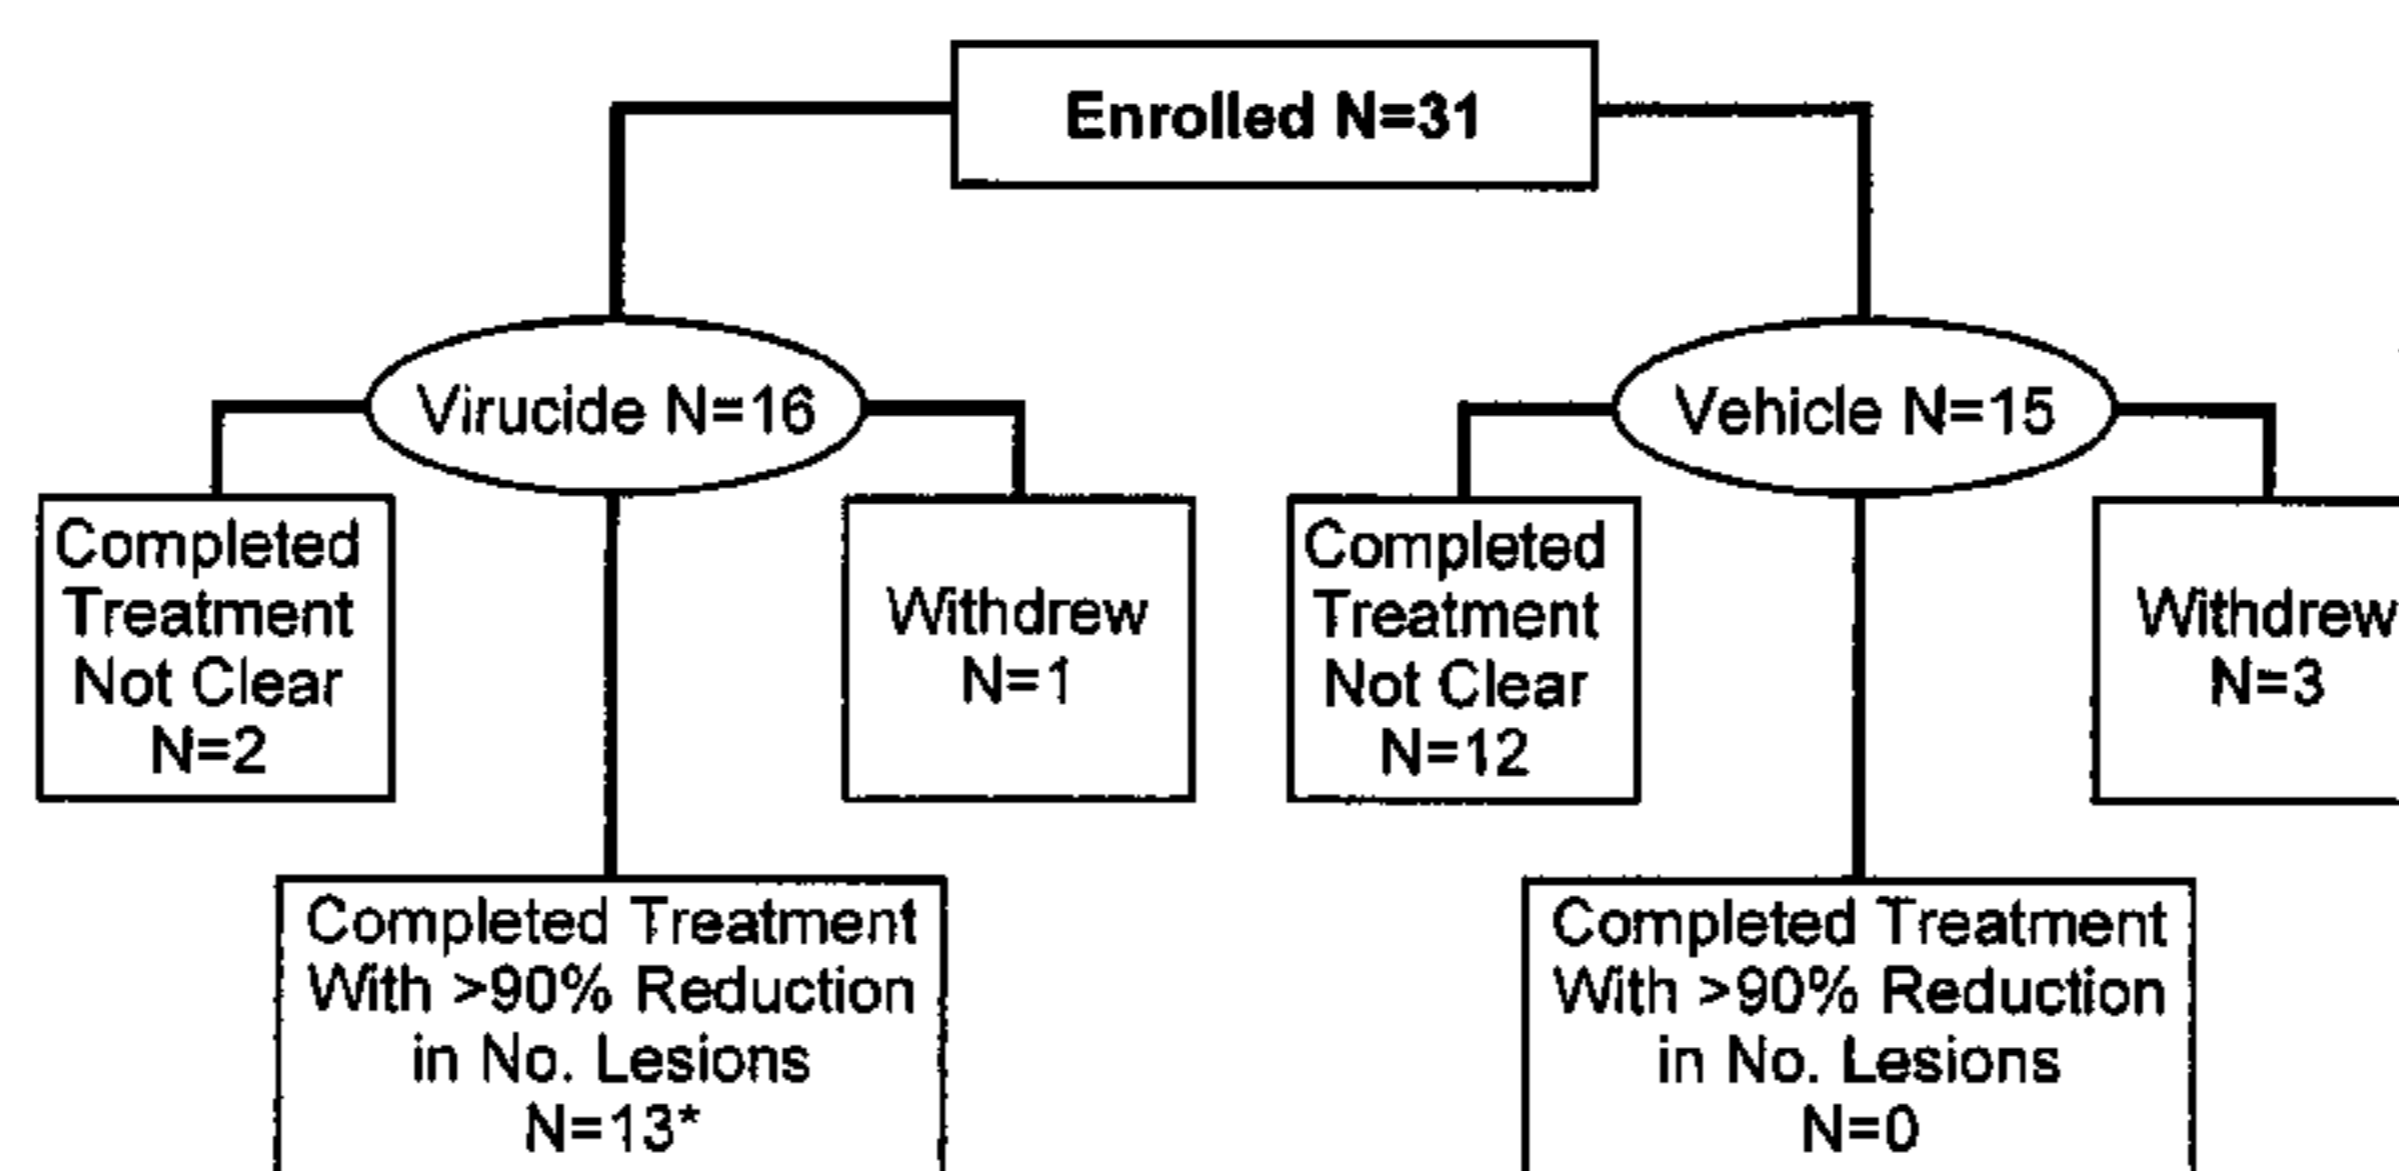 Enrolled N=31
Virucide N=16
Vehicle N=15
Completed
Treatment
Not Clear
N=2
Withdrew
N=1
Completed
Treatment
Not Clear
N=12
Withdrew
N=3
Completed Treatment
With >90% Reduction
in No. Lesions
N=13*
Completed Treatment
With >90% Reduction
in No. Lesions
N=0